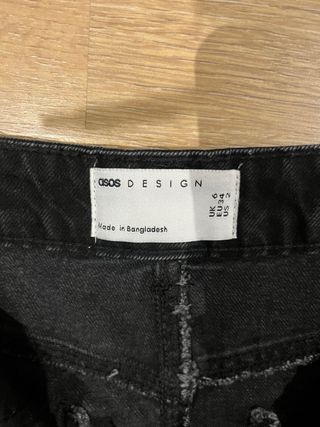 asos DESIGN
UK 6
EU 34
US 2
Made in Bangladesh